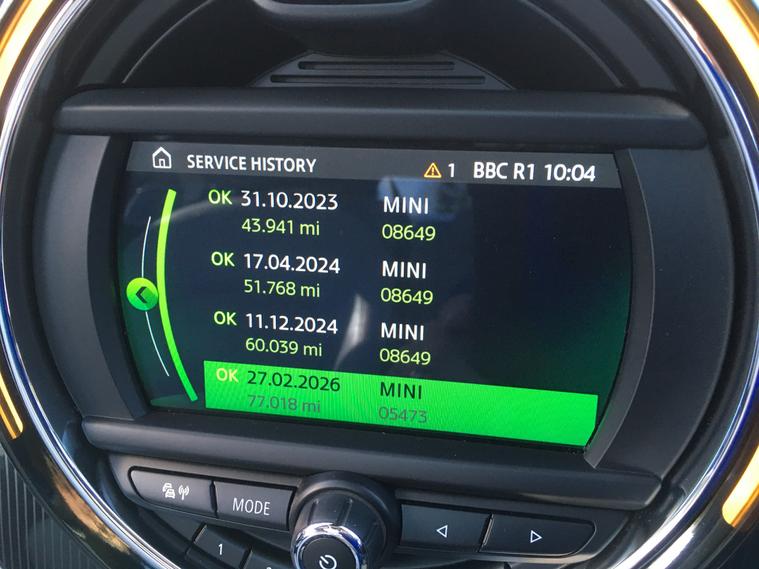 SERVICE HISTORY 1 BBC R1 10:04
OK 31.10.2023 MINI
43.941 mi 08649
OK 17.04.2024 MINI
51.768 mi 08649
OK 11.12.2024 MINI
60.039 mi 08649
OK 27.02.2026 MINI
77.018 mi 05473
MODE
1